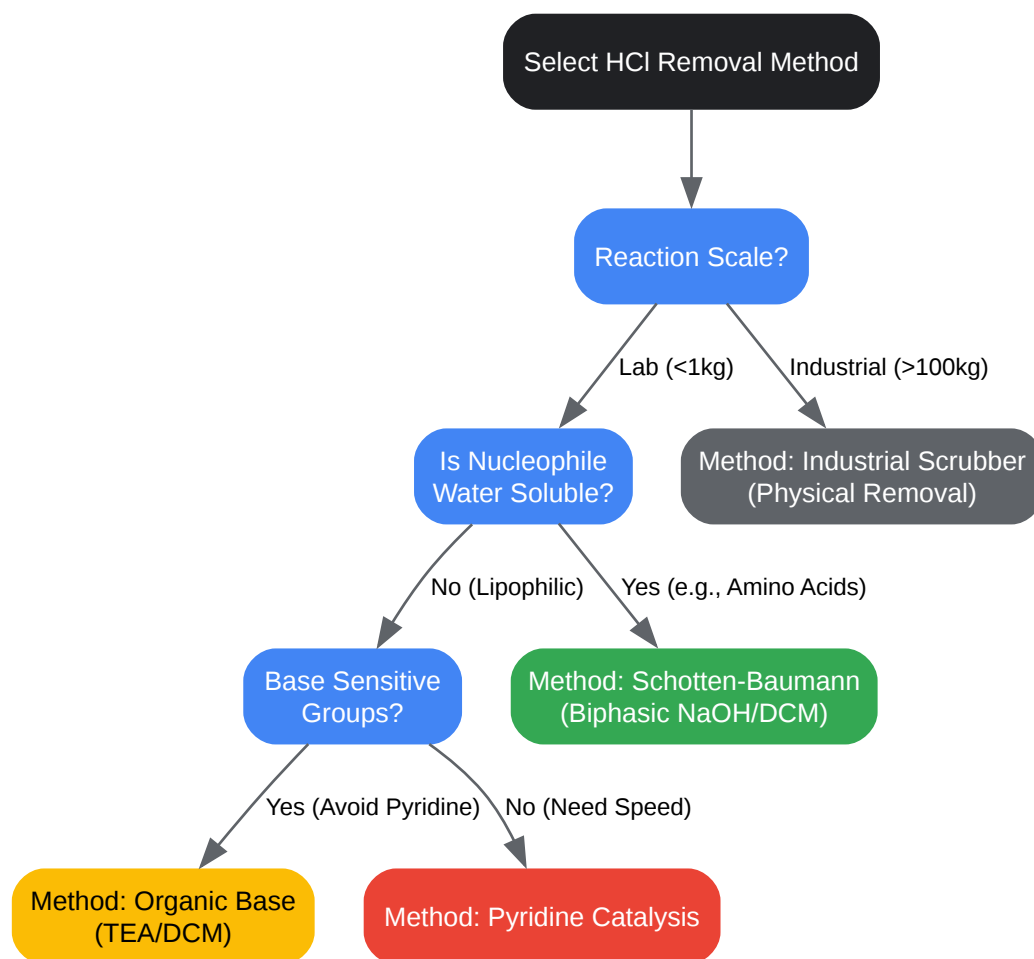 Select HCl Removal Method
Reaction Scale?
Lab (<1kg)
Industrial (>100kg)
Is Nucleophile
Water Soluble?
Method: Industrial Scrubber
(Physical Removal)
No (Lipophilic)
Yes (e.g., Amino Acids)
Base Sensitive
Groups?
Method: Schotten-Baumann
(Biphasic NaOH/DCM)
Yes (Avoid Pyridine)
No (Need Speed)
Method: Organic Base
(TEA/DCM)
Method: Pyridine Catalysis